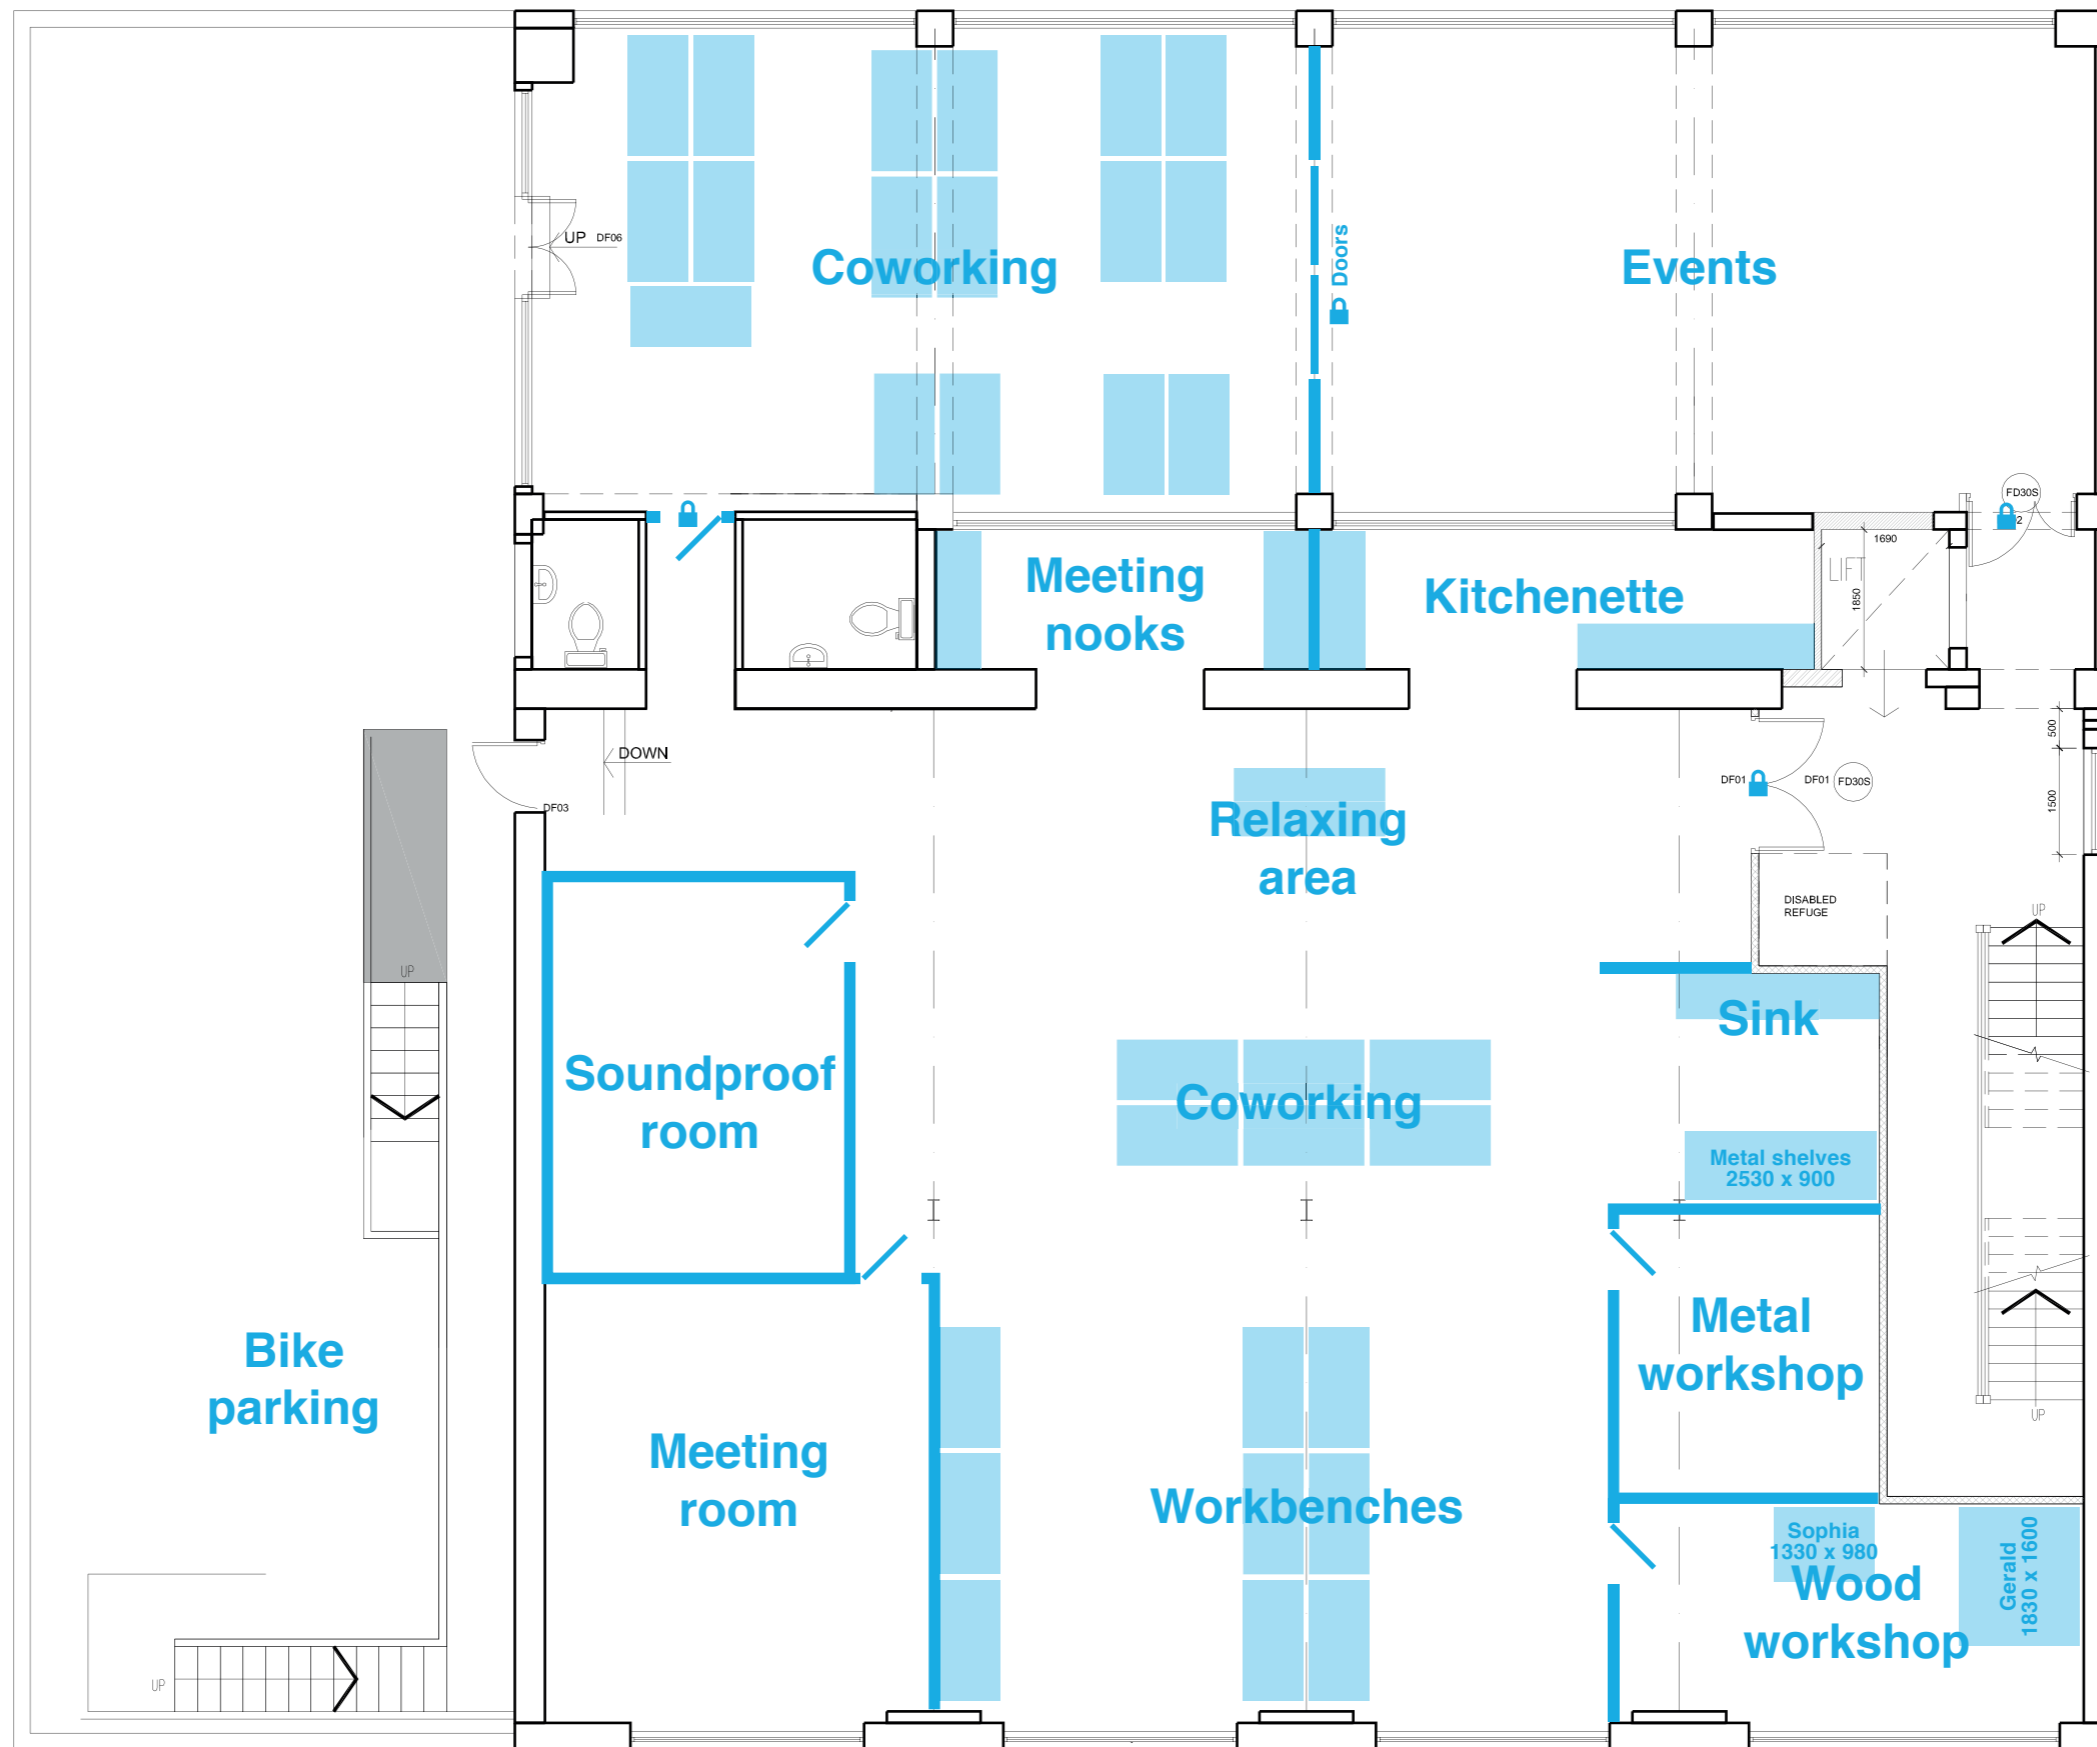 UP DF06
Coworking
Doors
Events
FD30S
2
1690
LIFT
1850
Meeting
nooks
Kitchenette
DOWN
DF03
500
1500
DF01
DF01
FD30S
Relaxing
area
DISABLED
REFUGE
UP
UP
Sink
Soundproof
room
Coworking
Metal shelves
2530 x 900
Metal
workshop
Bike
parking
UP
Meeting
room
Workbenches
Sophia
1330 x 980
Gerald
1830 x 1600
Wood
workshop
UP